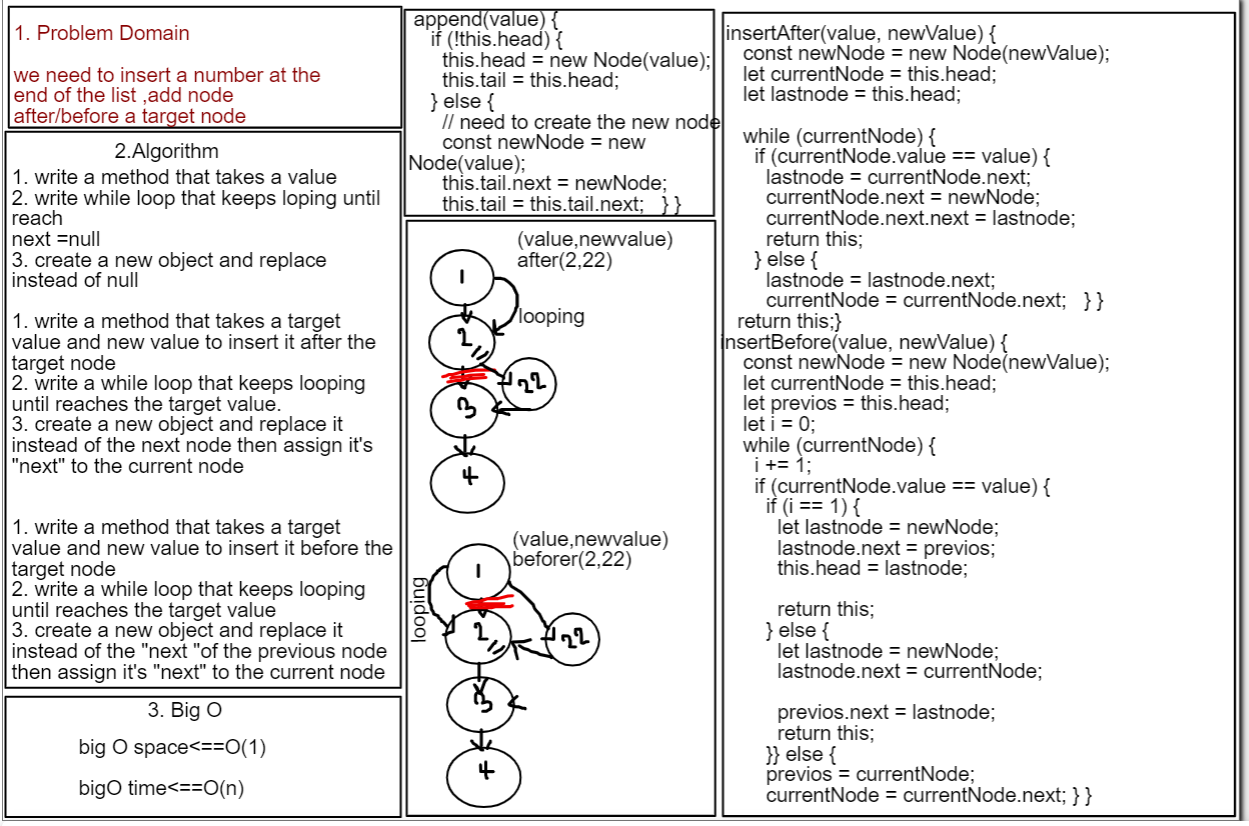 1. Problem Domain
we need to insert a number at the
end of the list ,add node
after/before a target node
2.Algorithm
1. write a method that takes a value
2. write while loop that keeps loping until
reach
next =null
3. create a new object and replace
instead of null
1. write a method that takes a target
value and new value to insert it after the
target node
2. write a while loop that keeps looping
until reaches the target value.
3. create a new object and replace it
instead of the next node then assign it's
"next" to the current node
1. write a method that takes a target
value and new value to insert it before the
target node
2. write a while loop that keeps looping
until reaches the target value
3. create a new object and replace it
instead of the "next "of the previous node
then assign it's "next" to the current node
3. Big O
big O space<==O(1)
bigO time<==O(n)
append(value) {
if (!this.head) {
this.head = new Node(value);
this.tail = this.head;
} else {
// need to create the new node
const newNode = new
Node(value);
this.tail.next = newNode;
this.tail = this.tail.next;   } }
(value,newvalue)
after(2,22)
1
looping
2
22
3
4
(value,newvalue)
beforer(2,22)
1
looping
2
22
3
4
insertAfter(value, newValue) {
const newNode = new Node(newValue);
let currentNode = this.head;
let lastnode = this.head;
while (currentNode) {
if (currentNode.value == value) {
lastnode = currentNode.next;
currentNode.next = newNode;
currentNode.next.next = lastnode;
return this;
} else {
lastnode = lastnode.next;
currentNode = currentNode.next;   } }
return this;}
insertBefore(value, newValue) {
const newNode = new Node(newValue);
let currentNode = this.head;
let previos = this.head;
let i = 0;
while (currentNode) {
i += 1;
if (currentNode.value == value) {
if (i == 1) {
let lastnode = newNode;
lastnode.next = previos;
this.head = lastnode;
return this;
} else {
let lastnode = newNode;
lastnode.next = currentNode;
previos.next = lastnode;
return this;
}} else {
previos = currentNode;
currentNode = currentNode.next; } }